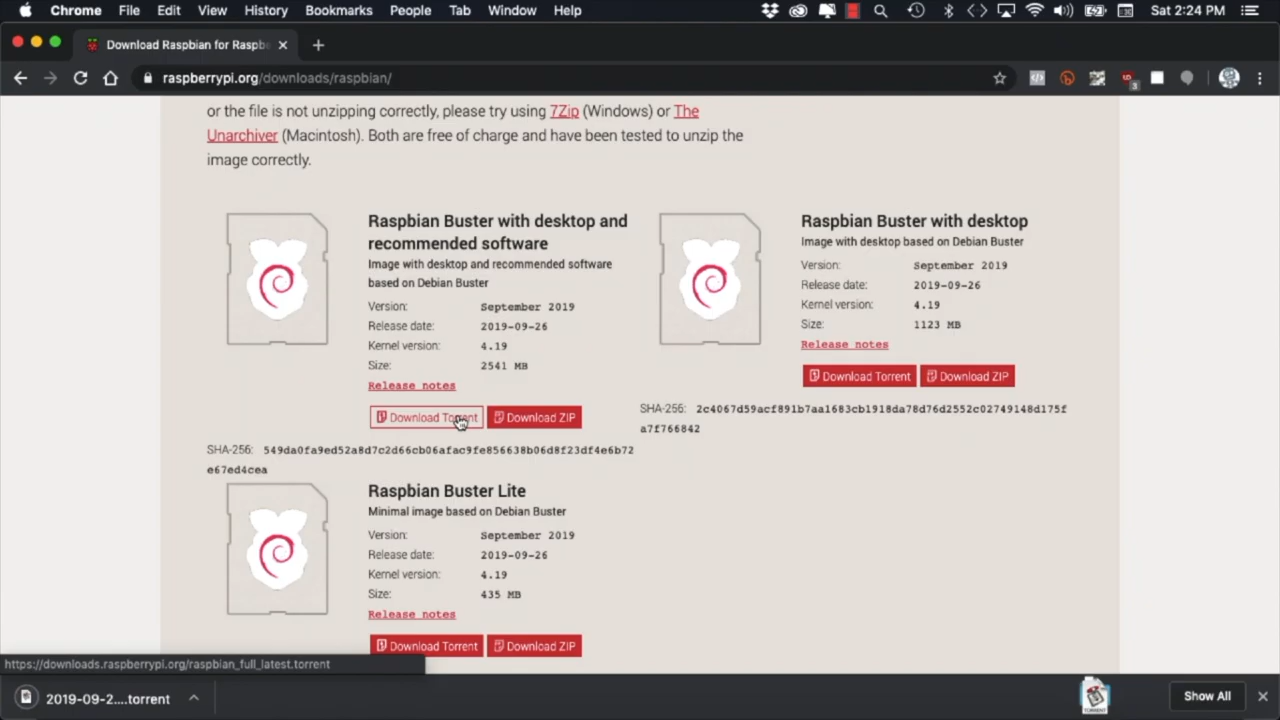 Chrome File Edit View History Bookmarks People Tab Window Help Sat 2:24 PM
Download Raspbian for Raspb
raspberrypi.org/downloads/raspbian/
3
or the file is not unzipping correctly, please try using 7Zip (Windows) or The
Unarchiver (Macintosh). Both are free of charge and have been tested to unzip the
image correctly.
Raspbian Buster with desktop and
recommended software
Image with desktop and recommended software
based on Debian Buster
Version: September 2019
Release date: 2019-09-26
Kernel version: 4.19
Size: 2541 MB
Release notes
Download Torrent Download ZIP
SHA-256: 549da0fa9ed52a8d7c2d66cb06afac9fe856638b06d8f23df4e6b72
e67ed4cea
Raspbian Buster with desktop
Image with desktop based on Debian Buster
Version: September 2019
Release date: 2019-09-26
Kernel version: 4.19
Size: 1123 MB
Release notes
Download Torrent Download ZIP
SHA-256: 2c4067d59acf891b7aa1683cb1918da78d76d2552c02749148d175f
a7f766842
Raspbian Buster Lite
Minimal image based on Debian Buster
Version: September 2019
Release date: 2019-09-26
Kernel version: 4.19
Size: 435 MB
Release notes
Download Torrent Download ZIP
https://downloads.raspberrypi.org/raspbian_full_latest.torrent
2019-09-2....torrent
TORRENT
Show All